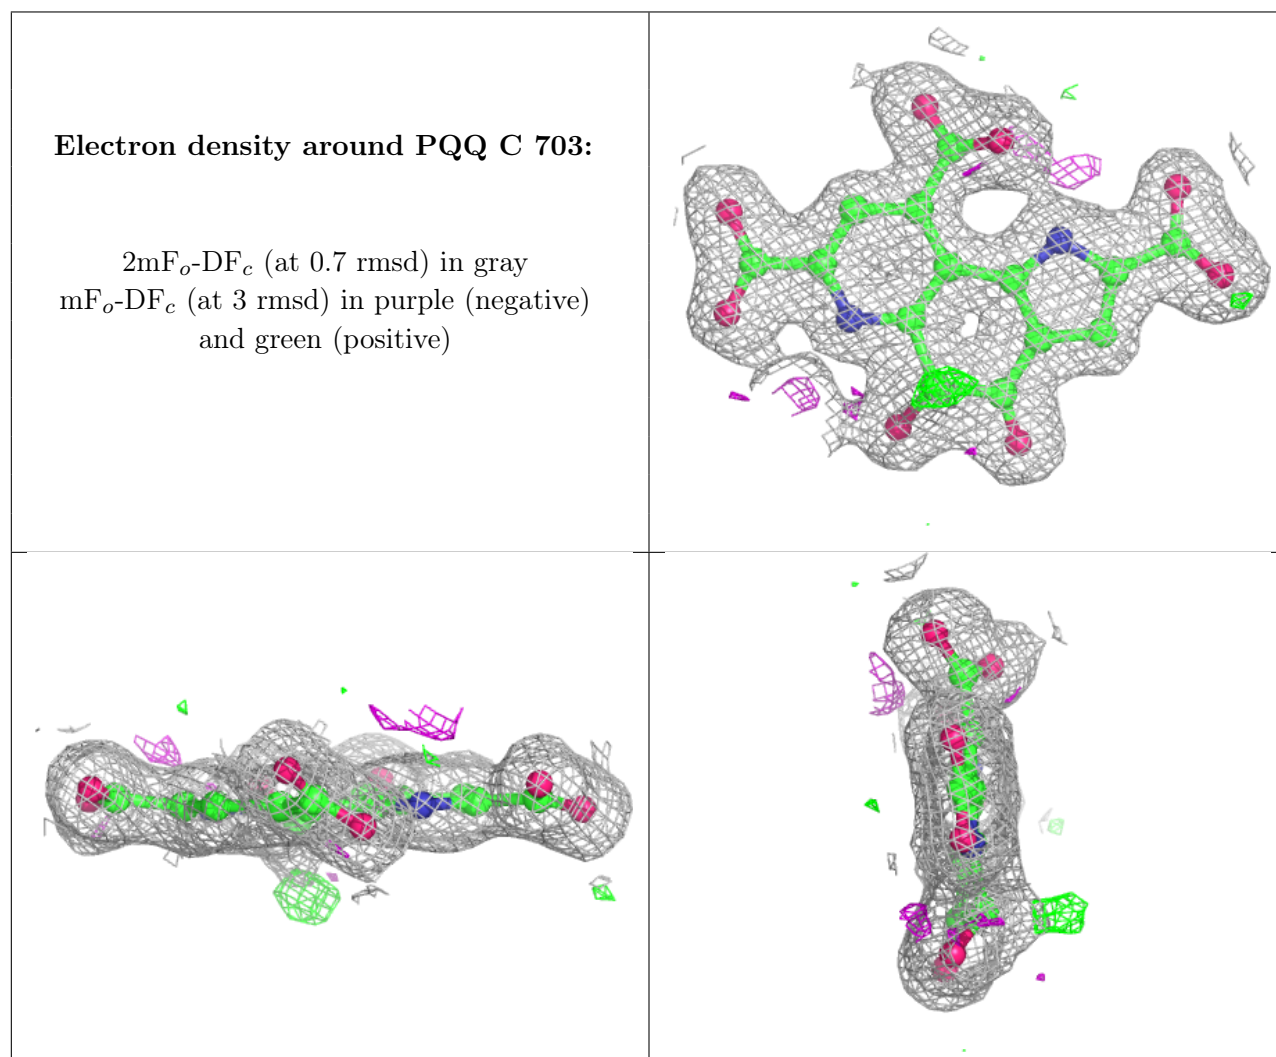 Electron density around PQQ C 703:
2mFo-DFc (at 0.7 rmsd) in gray
mFo-DFc (at 3 rmsd) in purple (negative)
and green (positive)